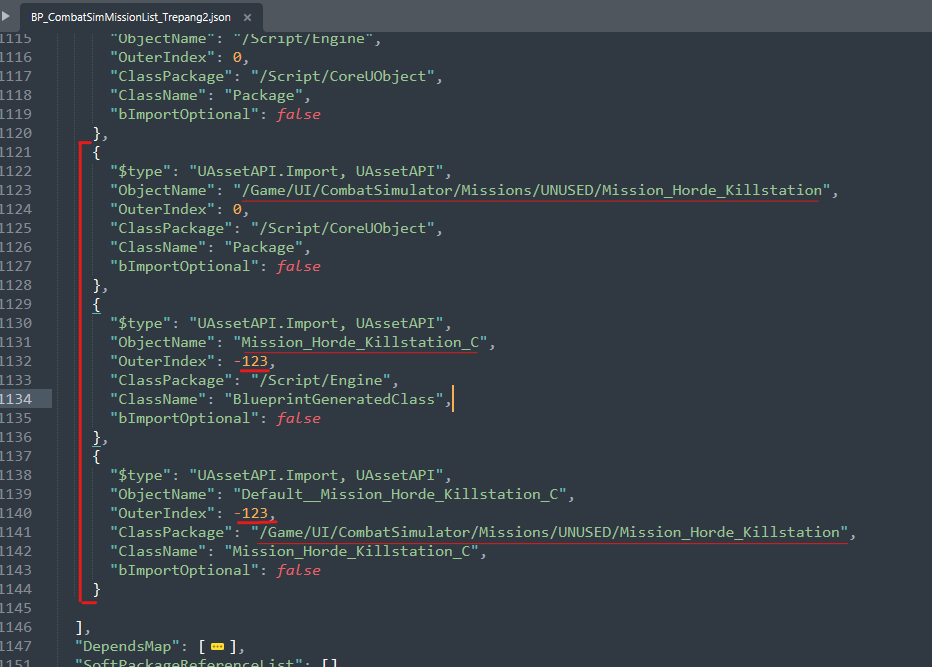 BP_CombatSimMissionList_Trepang2.json ×
1115 "ObjectName": "/Script/Engine",
1116 "OuterIndex": 0,
1117 "ClassPackage": "/Script/CoreUObject",
1118 "ClassName": "Package",
1119 "bImportOptional": false
1120 },
1121 {
1122 "$type": "UAssetAPI.Import, UAssetAPI",
1123 "ObjectName": "/Game/UI/CombatSimulator/Missions/UNUSED/Mission_Horde_Killstation",
1124 "OuterIndex": 0,
1125 "ClassPackage": "/Script/CoreUObject",
1126 "ClassName": "Package",
1127 "bImportOptional": false
1128 },
1129 {
1130 "$type": "UAssetAPI.Import, UAssetAPI",
1131 "ObjectName": "Mission_Horde_Killstation_C",
1132 "OuterIndex": -123,
1133 "ClassPackage": "/Script/Engine",
1134 "ClassName": "BlueprintGeneratedClass",
1135 "bImportOptional": false
1136 },
1137 {
1138 "$type": "UAssetAPI.Import, UAssetAPI",
1139 "ObjectName": "Default__Mission_Horde_Killstation_C",
1140 "OuterIndex": -123,
1141 "ClassPackage": "/Game/UI/CombatSimulator/Missions/UNUSED/Mission_Horde_Killstation",
1142 "ClassName": "Mission_Horde_Killstation_C",
1143 "bImportOptional": false
1144 }
1145
1146 ],
1147 "DependsMap": [ ... ],
1151 "SoftPackageReferenceList": []